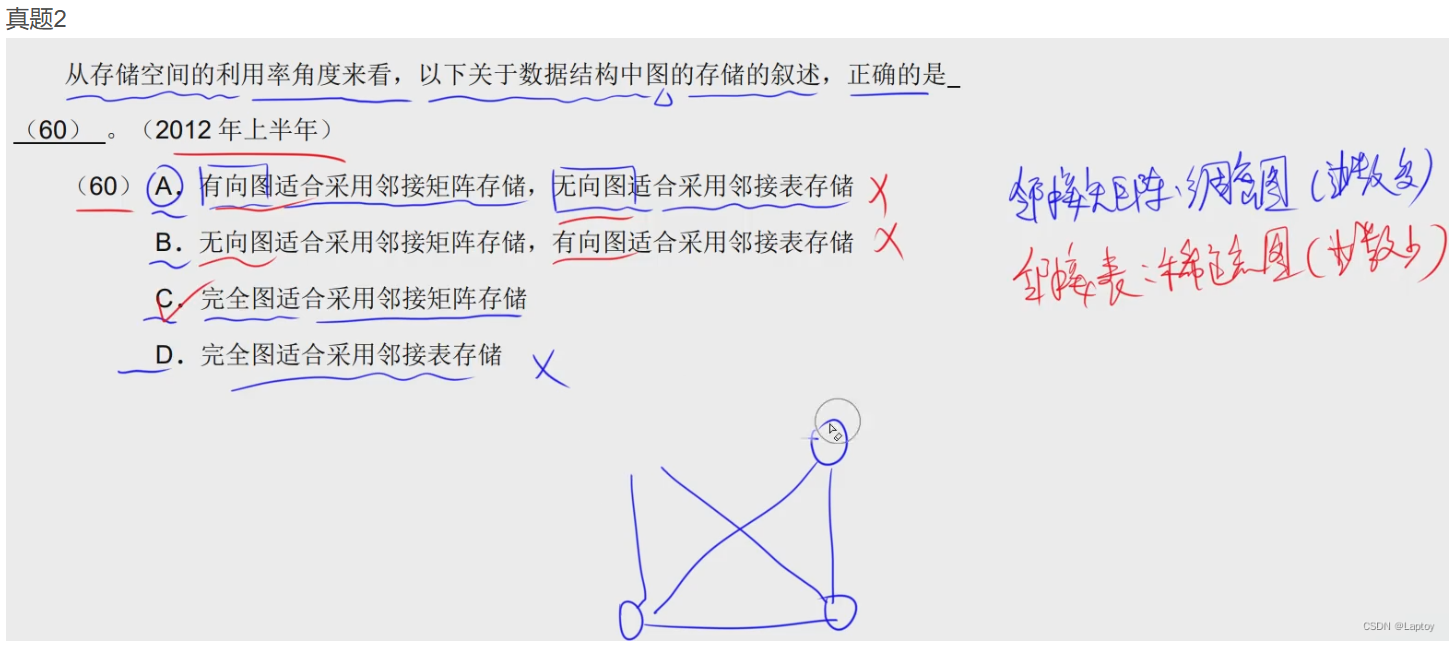 真题2
从存储空间的利用率角度来看，以下关于数据结构中图的存储的叙述，正确的是_
（60） 。（2012 年上半年）
（60） A．有向图适合采用邻接矩阵存储，无向图适合采用邻接表存储
B．无向图适合采用邻接矩阵存储，有向图适合采用邻接表存储
C．完全图适合采用邻接矩阵存储
D．完全图适合采用邻接表存储
邻接矩阵：稠密图（边数多）
邻接表：稀疏图（边数少）
CSDN @Laptoy